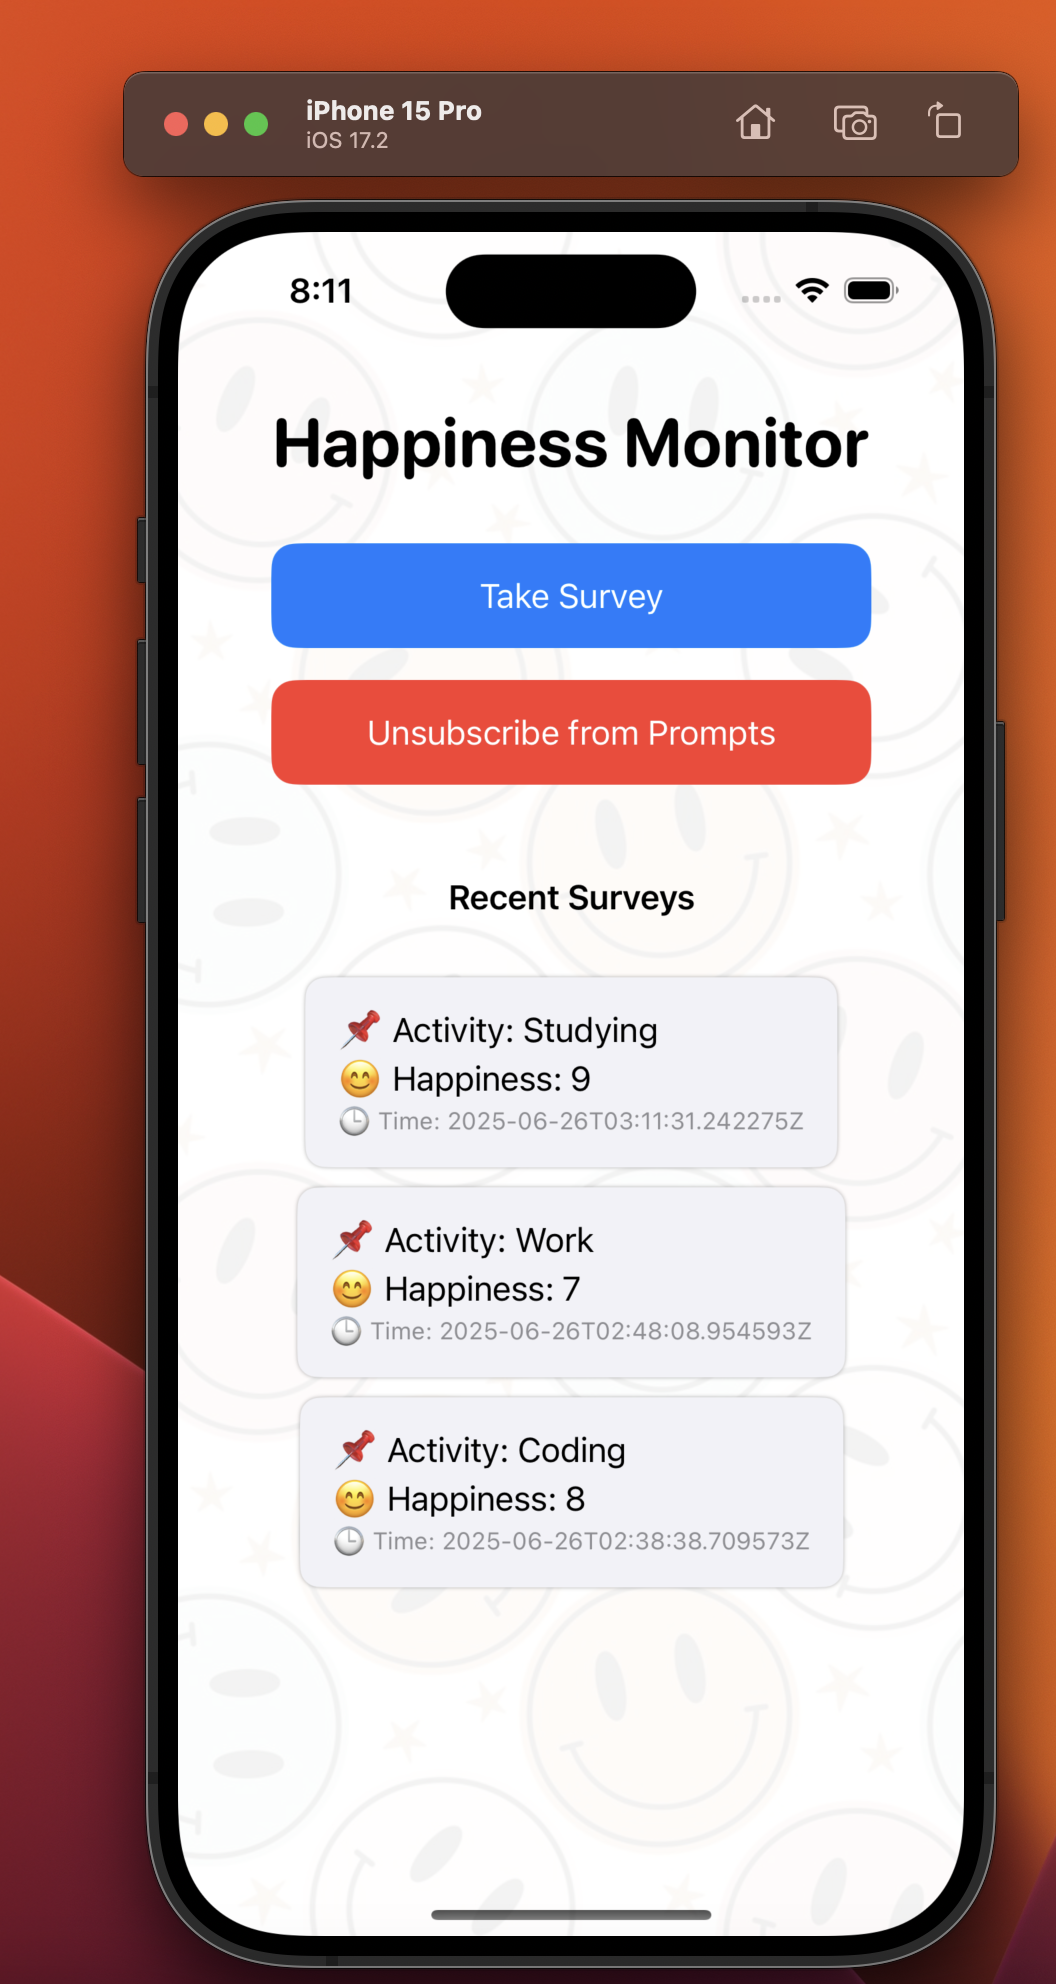 iPhone 15 Pro
iOS 17.2
8:11
Happiness Monitor
Take Survey
Unsubscribe from Prompts
Recent Surveys
📌 Activity: Studying
😊 Happiness: 9
🕒 Time: 2025-06-26T03:11:31.242275Z
📌 Activity: Work
😊 Happiness: 7
🕒 Time: 2025-06-26T02:48:08.954593Z
📌 Activity: Coding
😊 Happiness: 8
🕒 Time: 2025-06-26T02:38:38.709573Z